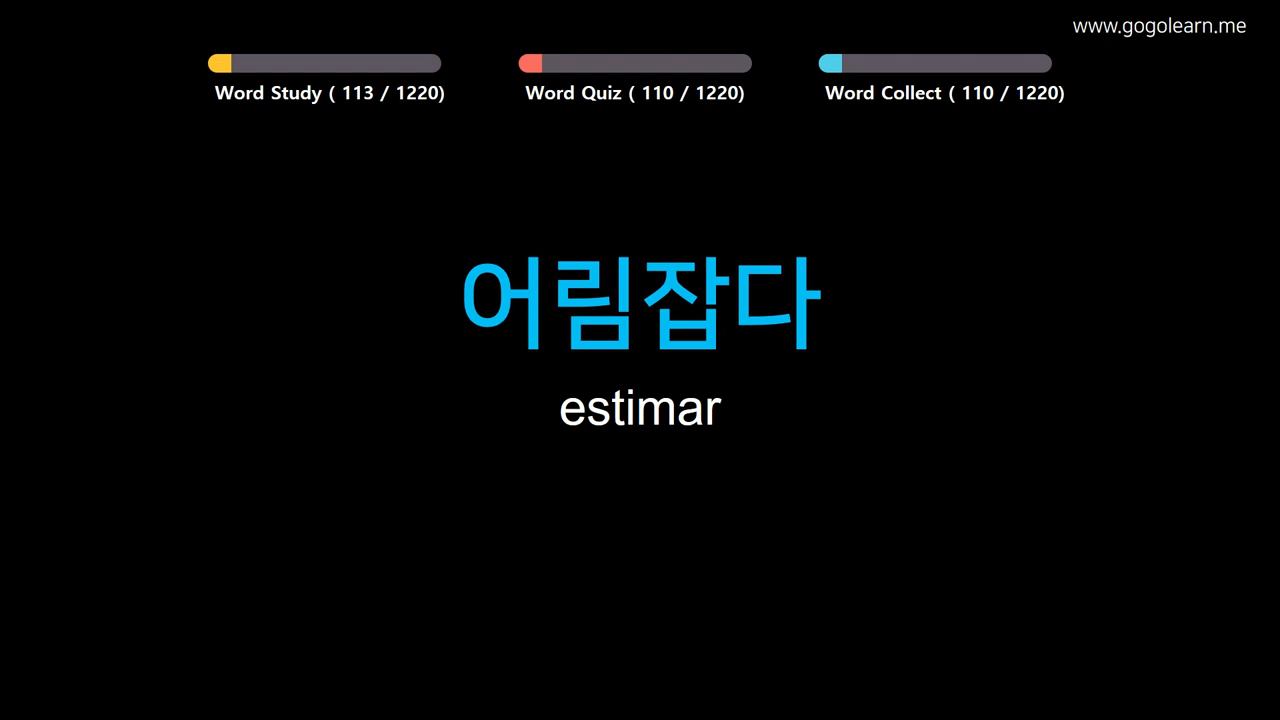 www.gogolearn.me
Word Study ( 113 / 1220)
Word Quiz ( 110 / 1220)
Word Collect ( 110 / 1220)
어림잡다
estimar